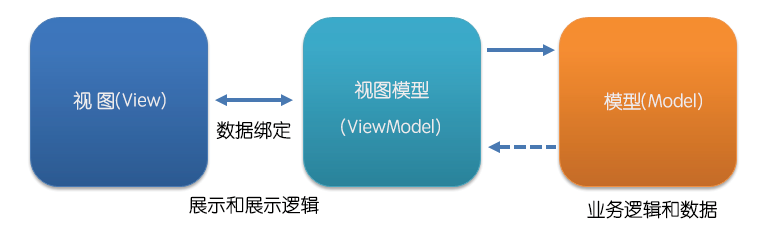 视 图(View)
数据绑定
视图模型
(ViewModel)
模型(Model)
展示和展示逻辑
业务逻辑和数据